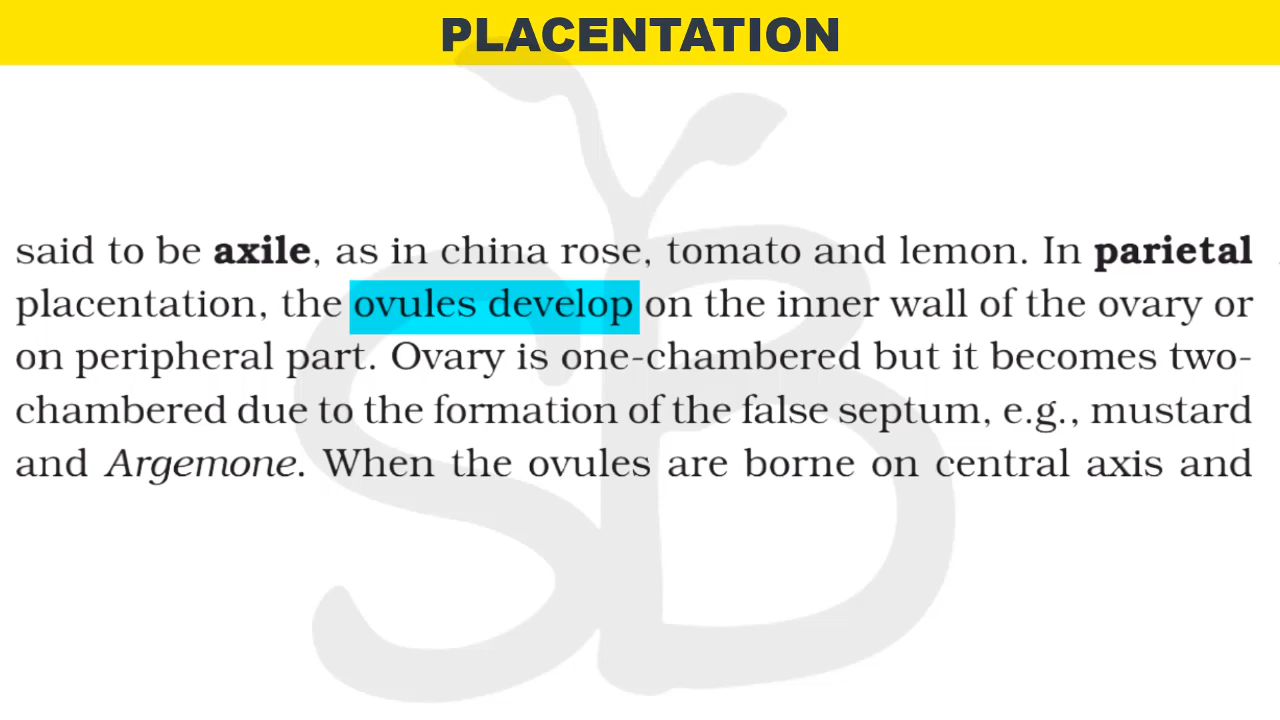 PLACENTATION
said to be axile, as in china rose, tomato and lemon. In parietal
placentation, the ovules develop on the inner wall of the ovary or
on peripheral part. Ovary is one-chambered but it becomes two-
chambered due to the formation of the false septum, e.g., mustard
and Argemone. When the ovules are borne on central axis and